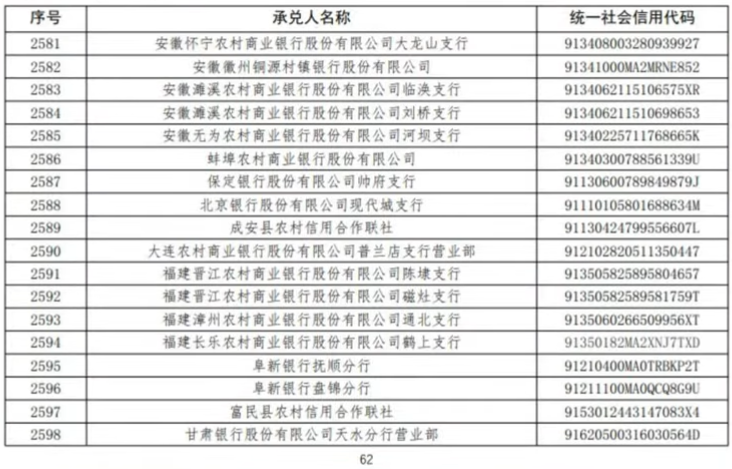 序号 承兑人名称 统一社会信用代码
2581 安徽怀宁农村商业银行股份有限公司大龙山支行 913408003280939927
2582 安徽徽州铜源村镇银行股份有限公司 91341000MA2MRNE852
2583 安徽濉溪农村商业银行股份有限公司临涣支行 9134062115106575XR
2584 安徽濉溪农村商业银行股份有限公司刘桥支行 913406211510698653
2585 安徽无为农村商业银行股份有限公司河坝支行 91340225711768665K
2586 蚌埠农村商业银行股份有限公司 91340300788561339U
2587 保定银行股份有限公司帅府支行 91130600789849879J
2588 北京银行股份有限公司现代城支行 91110105801688634M
2589 成安县农村信用合作联社 91130424799556607L
2590 大连农村商业银行股份有限公司普兰店支行营业部 912102820511350447
2591 福建晋江农村商业银行股份有限公司陈埭支行 913505825895804657
2592 福建晋江农村商业银行股份有限公司磁灶支行 91350582589581759T
2593 福建漳州农村商业银行股份有限公司通北支行 9135060266509956XT
2594 福建长乐农村商业银行股份有限公司鹤上支行 91350182MA2XNJ7TXD
2595 阜新银行抚顺分行 91210400MA0TRBKP2T
2596 阜新银行盘锦分行 91211100MA0QCQ8G9U
2597 富民县农村信用合作联社 9153012443147083X4
2598 甘肃银行股份有限公司天水分行营业部 91620500316030564D
62